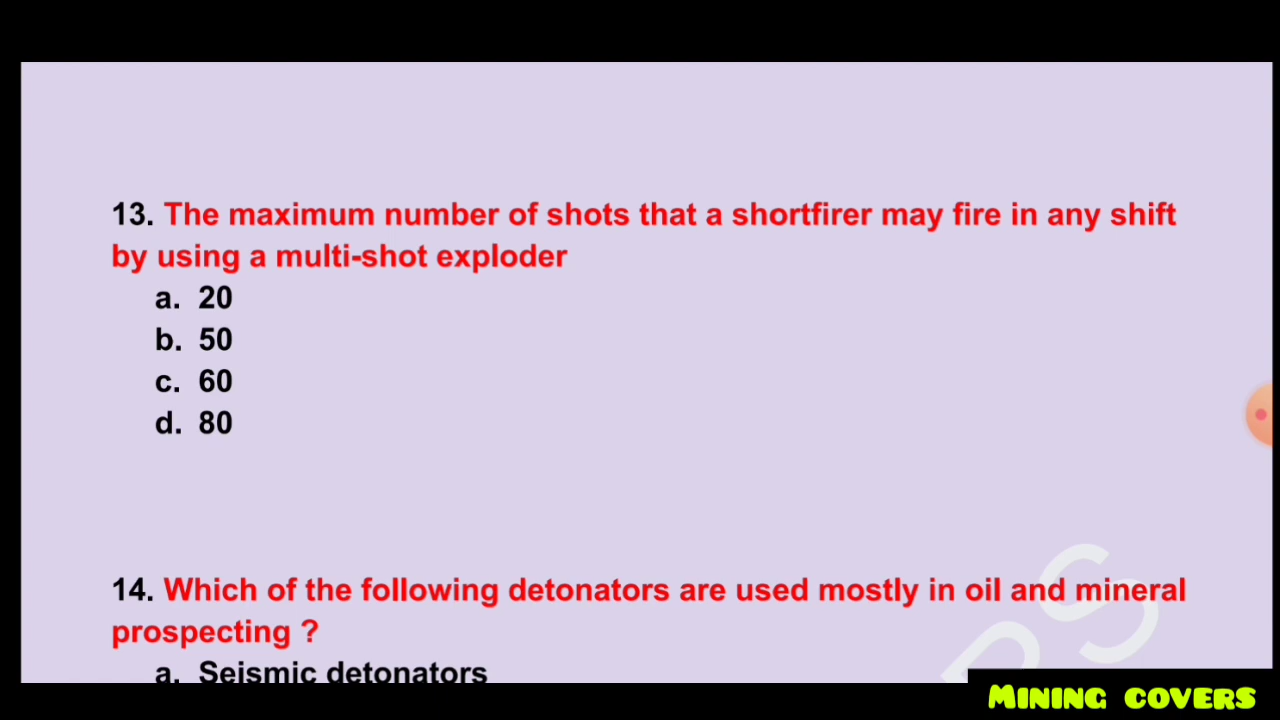 13. The maximum number of shots that a shortfirer may fire in any shift
by using a multi-shot exploder
a. 20
b. 50
c. 60
d. 80
14. Which of the following detonators are used mostly in oil and mineral
prospecting ?
a. Seismic detonators
PS
MINING COVERS